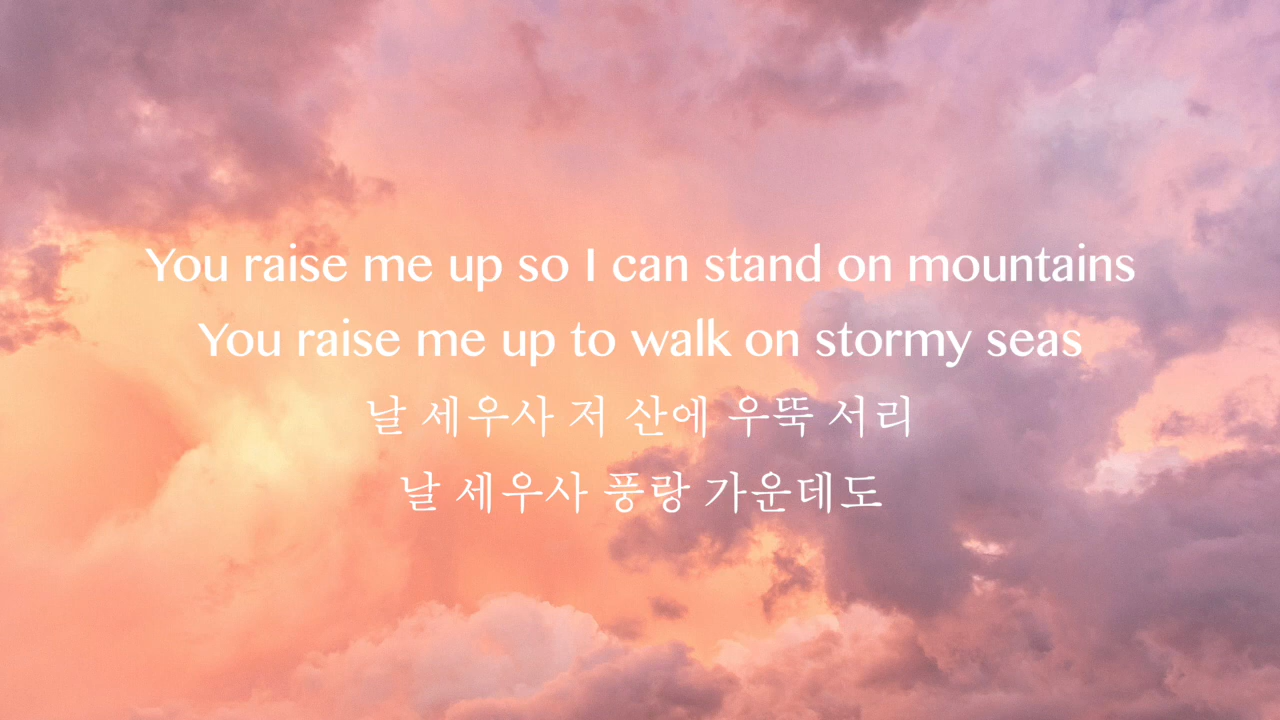 You raise me up so I can stand on mountains
You raise me up to walk on stormy seas
날 세우사 저 산에 우뚝 서리
날 세우사 풍랑 가운데도